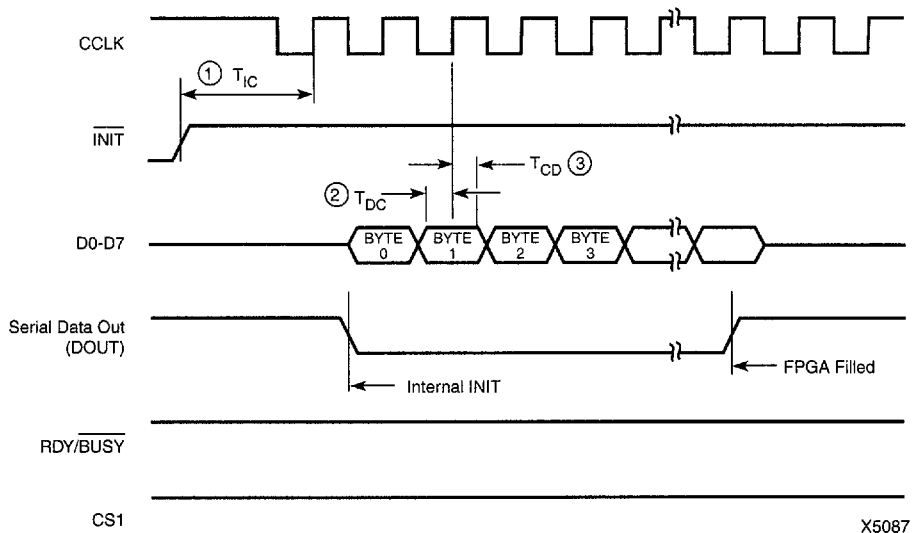 CCLK
① T_IC
INIT
T_CD ③
② T_DC
D0-D7
BYTE 0
BYTE 1
BYTE 2
BYTE 3
Serial Data Out
(DOUT)
Internal INIT
FPGA Filled
RDY/BUSY
CS1
X5087